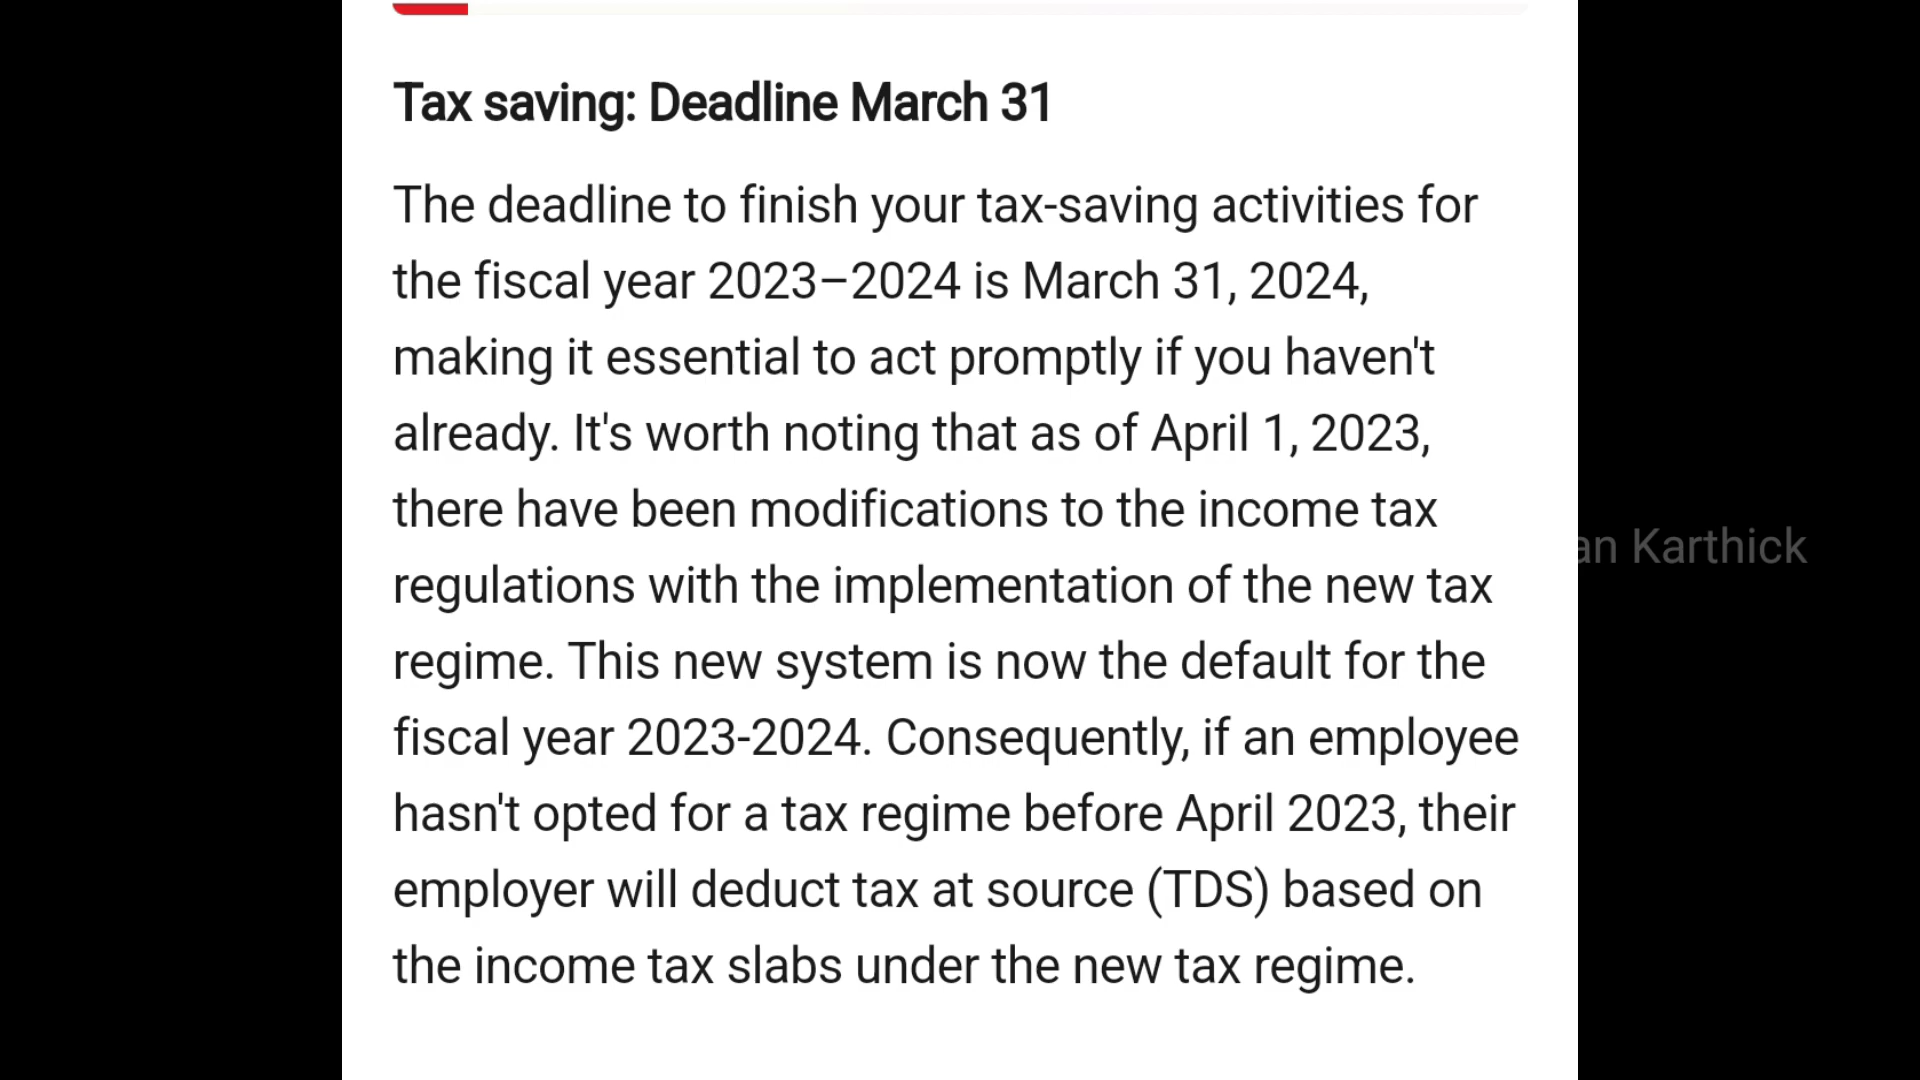 Tax saving: Deadline March 31
The deadline to finish your tax-saving activities for
the fiscal year 2023–2024 is March 31, 2024,
making it essential to act promptly if you haven't
already. It's worth noting that as of April 1, 2023,
there have been modifications to the income tax
regulations with the implementation of the new tax
regime. This new system is now the default for the
fiscal year 2023-2024. Consequently, if an employee
hasn't opted for a tax regime before April 2023, their
employer will deduct tax at source (TDS) based on
the income tax slabs under the new tax regime.
Karthick